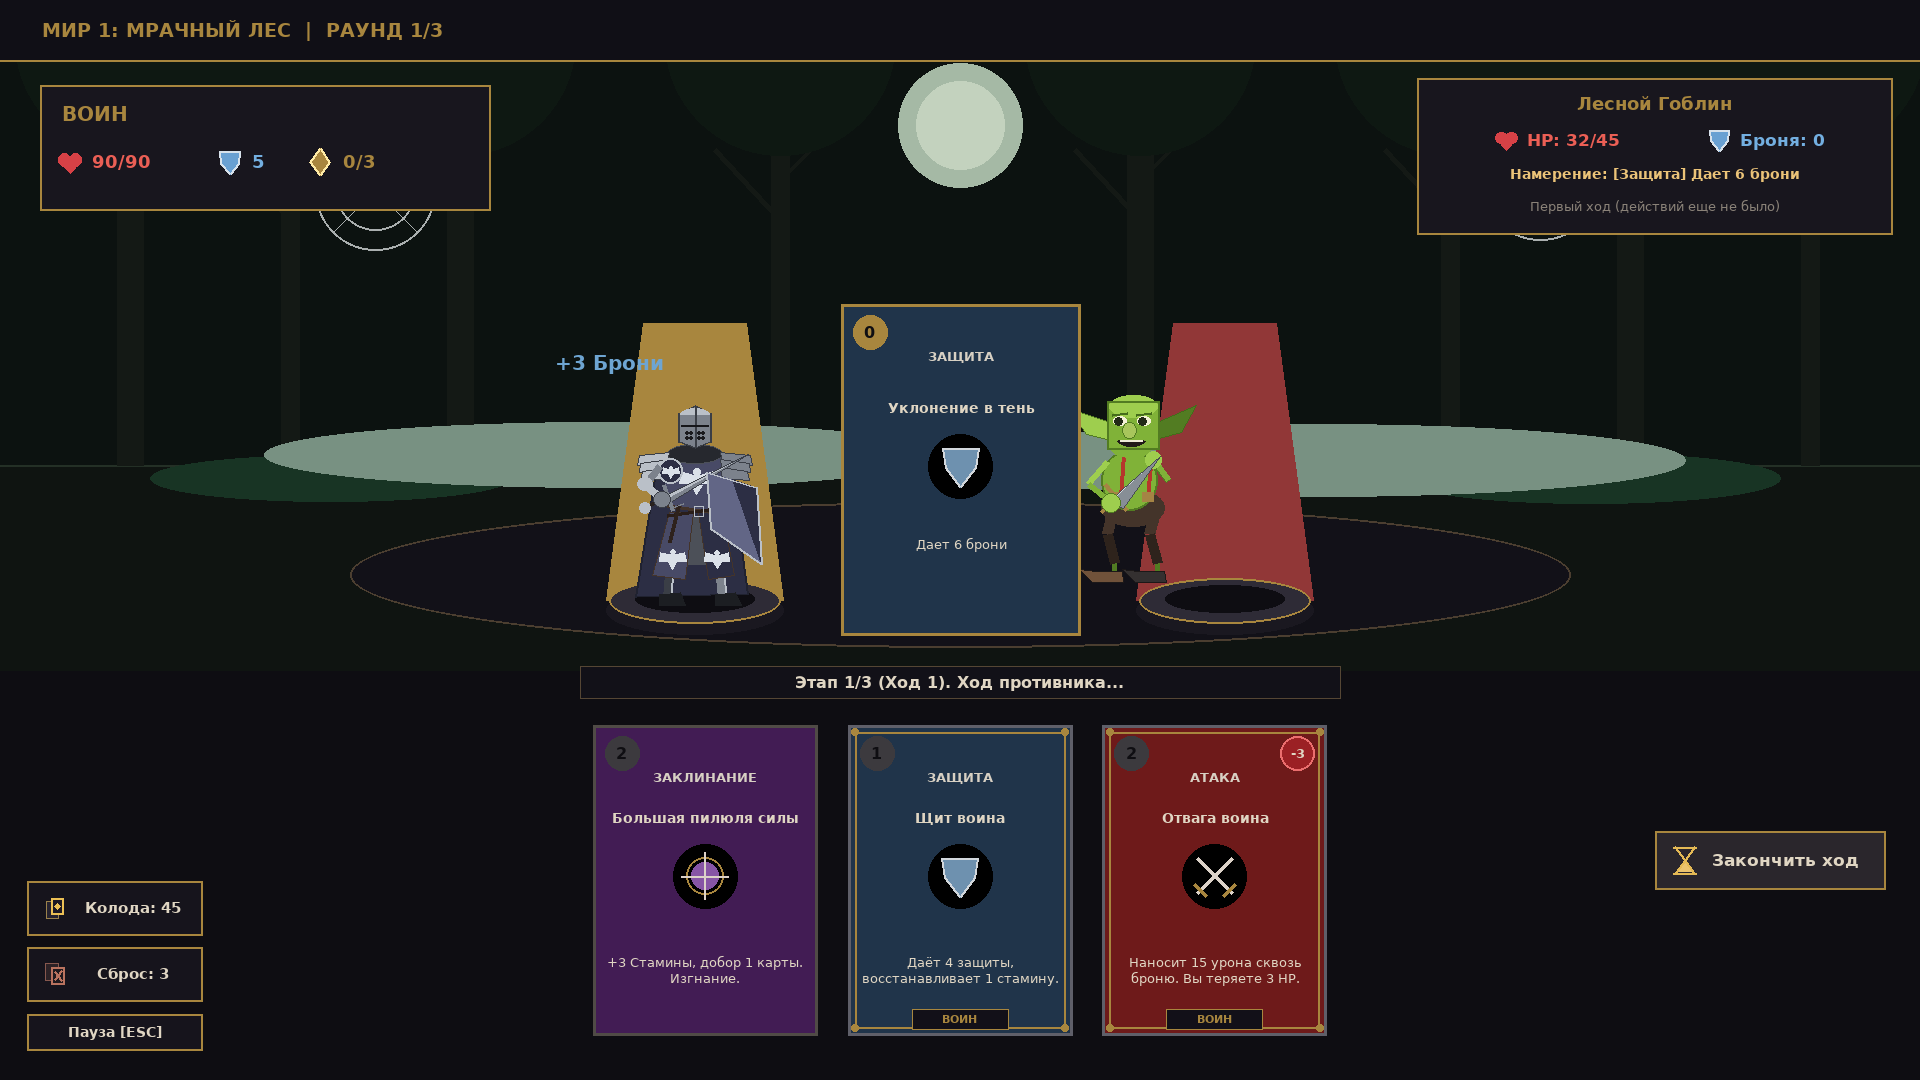 МИР 1: МРАЧНЫЙ ЛЕС | РАУНД 1/3
ВОИН
90/90
5
0/3
Лесной Гоблин
HP: 32/45
Броня: 0
Намерение: [Защита] Дает 6 брони
Первый ход (действий еще не было)
+3 Брони
0
ЗАЩИТА
Уклонение в тень
Дает 6 брони
Этап 1/3 (Ход 1). Ход противника...
2
ЗАКЛИНАНИЕ
Большая пилюля силы
+3 Стамины, добор 1 карты.
Изгнание.
1
ЗАЩИТА
Щит воина
Даёт 4 защиты,
восстанавливает 1 стамину.
ВОИН
2
-3
АТАКА
Отвага воина
Наносит 15 урона сквозь
броню. Вы теряете 3 HP.
ВОИН
Закончить ход
Колода: 45
Сброс: 3
Пауза [ESC]